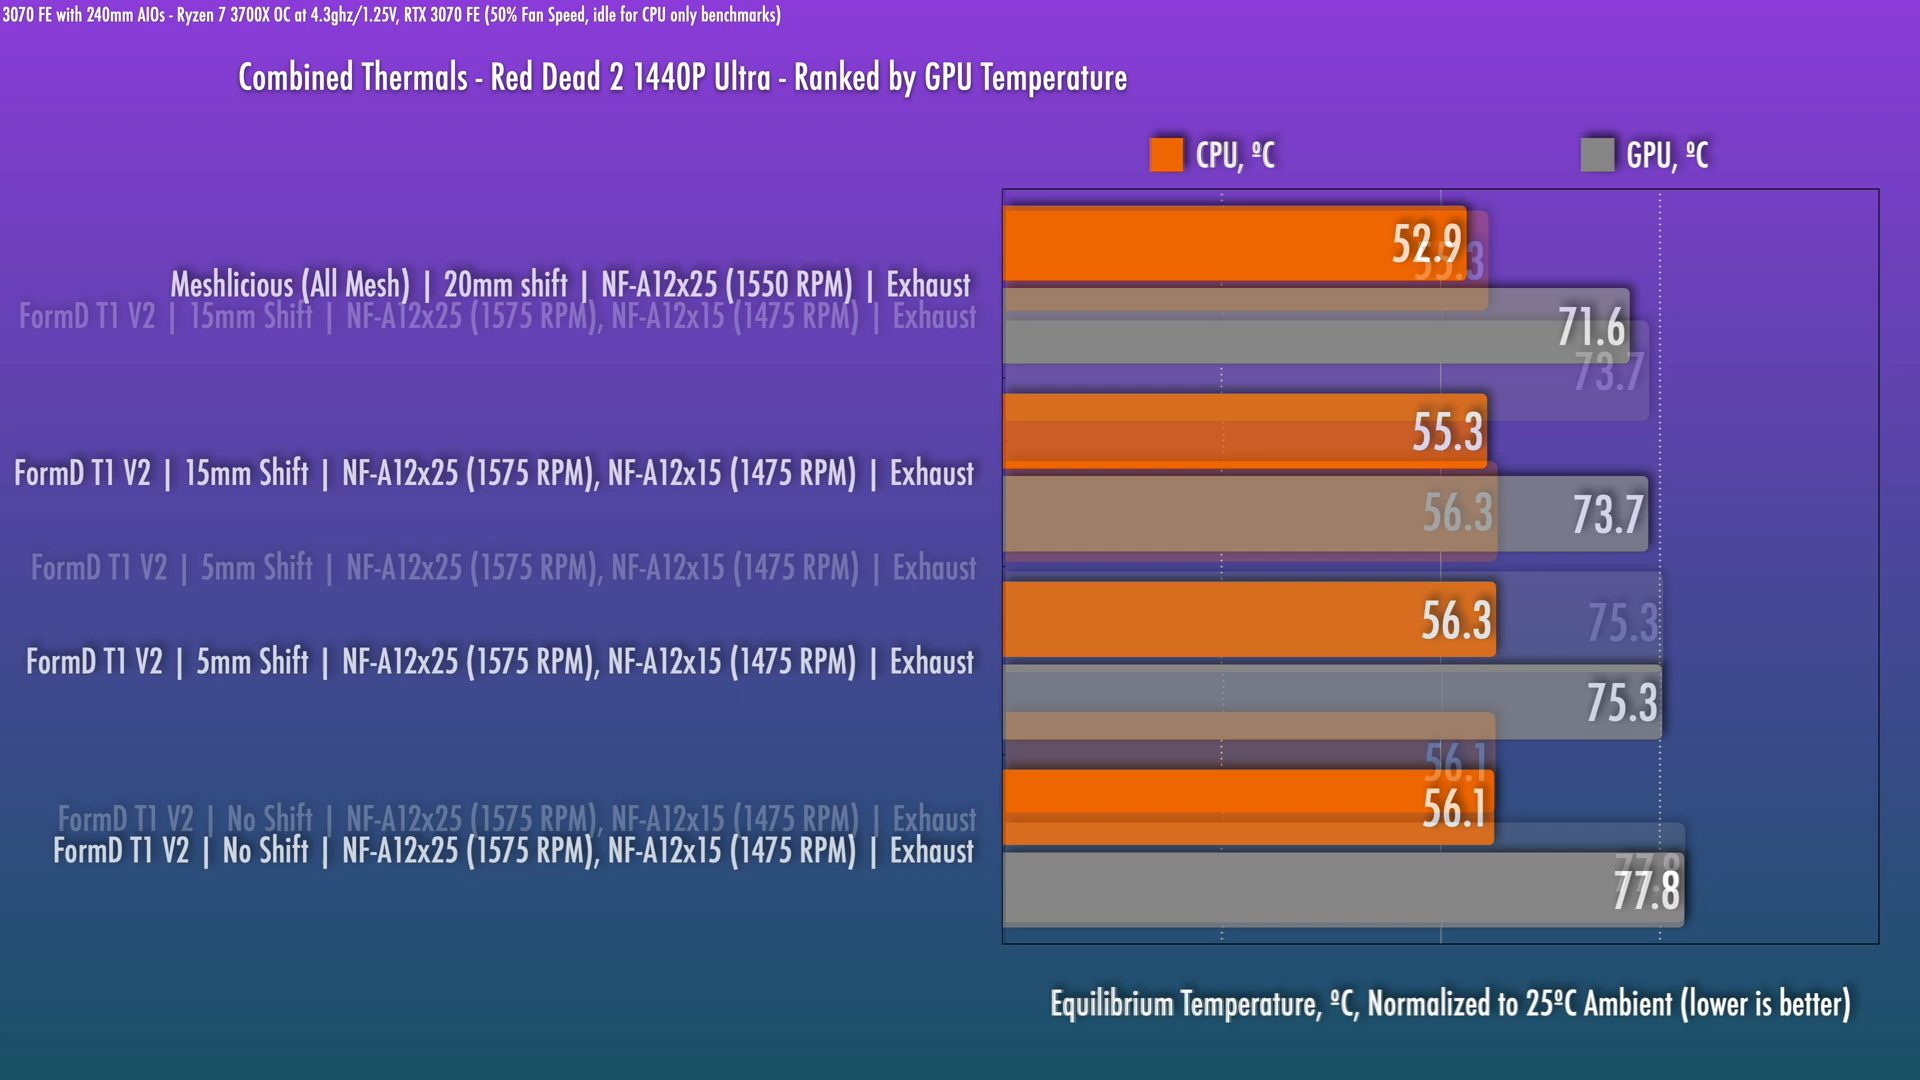 3070 FE with 240mm AIOs - Ryzen 7 3700X OC at 4.3ghz/1.25V, RTX 3070 FE (50% Fan Speed, idle for CPU only benchmarks)
Combined Thermals - Red Dead 2 1440P Ultra - Ranked by GPU Temperature
CPU, ºC
GPU, ºC
52.9
55.3
Meshlicious (All Mesh) | 20mm shift | NF-A12x25 (1550 RPM) | Exhaust
FormD T1 V2 | 15mm Shift | NF-A12x25 (1575 RPM), NF-A12x15 (1475 RPM) | Exhaust
71.6
73.7
55.3
FormD T1 V2 | 15mm Shift | NF-A12x25 (1575 RPM), NF-A12x15 (1475 RPM) | Exhaust
56.3
73.7
FormD T1 V2 | 5mm Shift | NF-A12x25 (1575 RPM), NF-A12x15 (1475 RPM) | Exhaust
56.3
75.3
FormD T1 V2 | 5mm Shift | NF-A12x25 (1575 RPM), NF-A12x15 (1475 RPM) | Exhaust
75.3
56.1
56.1
FormD T1 V2 | No Shift | NF-A12x25 (1575 RPM), NF-A12x15 (1475 RPM) | Exhaust
FormD T1 V2 | No Shift | NF-A12x25 (1575 RPM), NF-A12x15 (1475 RPM) | Exhaust
77.8
77.8
Equilibrium Temperature, ºC, Normalized to 25ºC Ambient (lower is better)